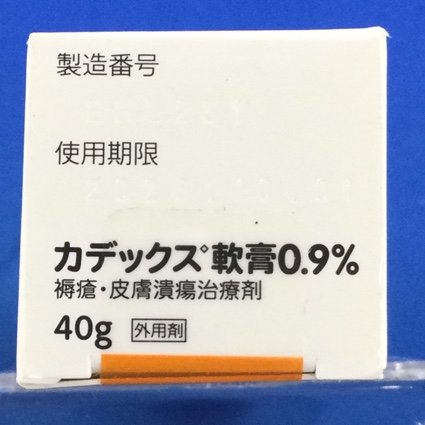 製造番号
使用期限
カデックス◇軟膏0.9%
褥瘡・皮膚潰瘍治療剤
40g 外用剤